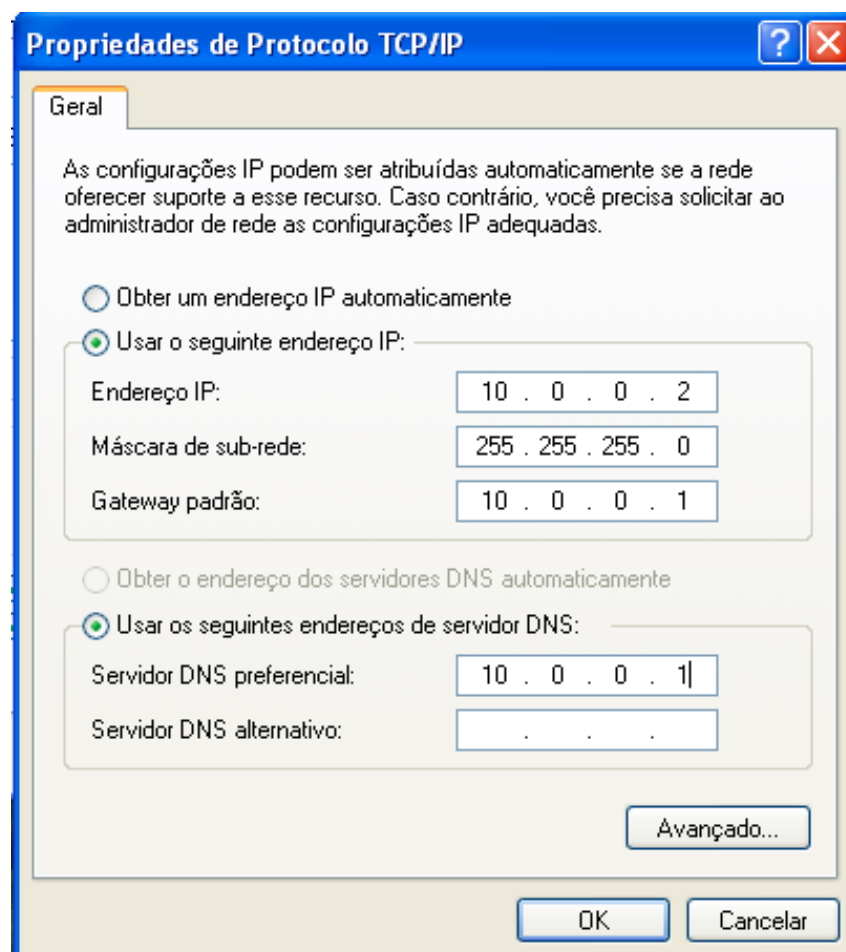 Propriedades de Protocolo TCP/IP
Geral
As configurações IP podem ser atribuídas automaticamente se a rede
oferecer suporte a esse recurso. Caso contrário, você precisa solicitar ao
administrador de rede as configurações IP adequadas.
Obter um endereço IP automaticamente
Usar o seguinte endereço IP:
Endereço IP: 10 . 0 . 0 . 2
Máscara de sub-rede: 255 . 255 . 255 . 0
Gateway padrão: 10 . 0 . 0 . 1
Obter o endereço dos servidores DNS automaticamente
Usar os seguintes endereços de servidor DNS:
Servidor DNS preferencial: 10 . 0 . 0 . 1
Servidor DNS alternativo: . . .
Avançado...
OK Cancelar